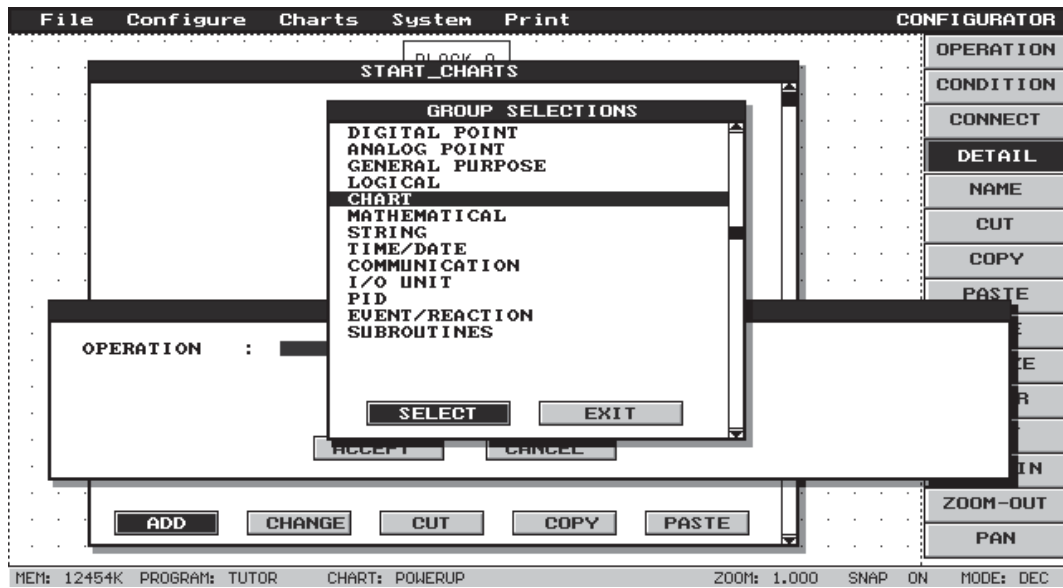 File Configure Charts System Print CONFIGURATOR
START_CHARTS
GROUP SELECTIONS
DIGITAL POINT
ANALOG POINT
GENERAL PURPOSE
LOGICAL
CHART
MATHEMATICAL
STRING
TIME/DATE
COMMUNICATION
I/O UNIT
PID
EVENT/REACTION
SUBROUTINES
SELECT EXIT
OPERATION :
ACCEPT CANCEL
ADD CHANGE CUT COPY PASTE
OPERATION
CONDITION
CONNECT
DETAIL
NAME
CUT
COPY
PASTE
ZOOM-OUT
PAN
MEM: 12454K PROGRAM: TUTOR CHART: POWERUP ZOOM: 1.000 SNAP ON MODE: DEC